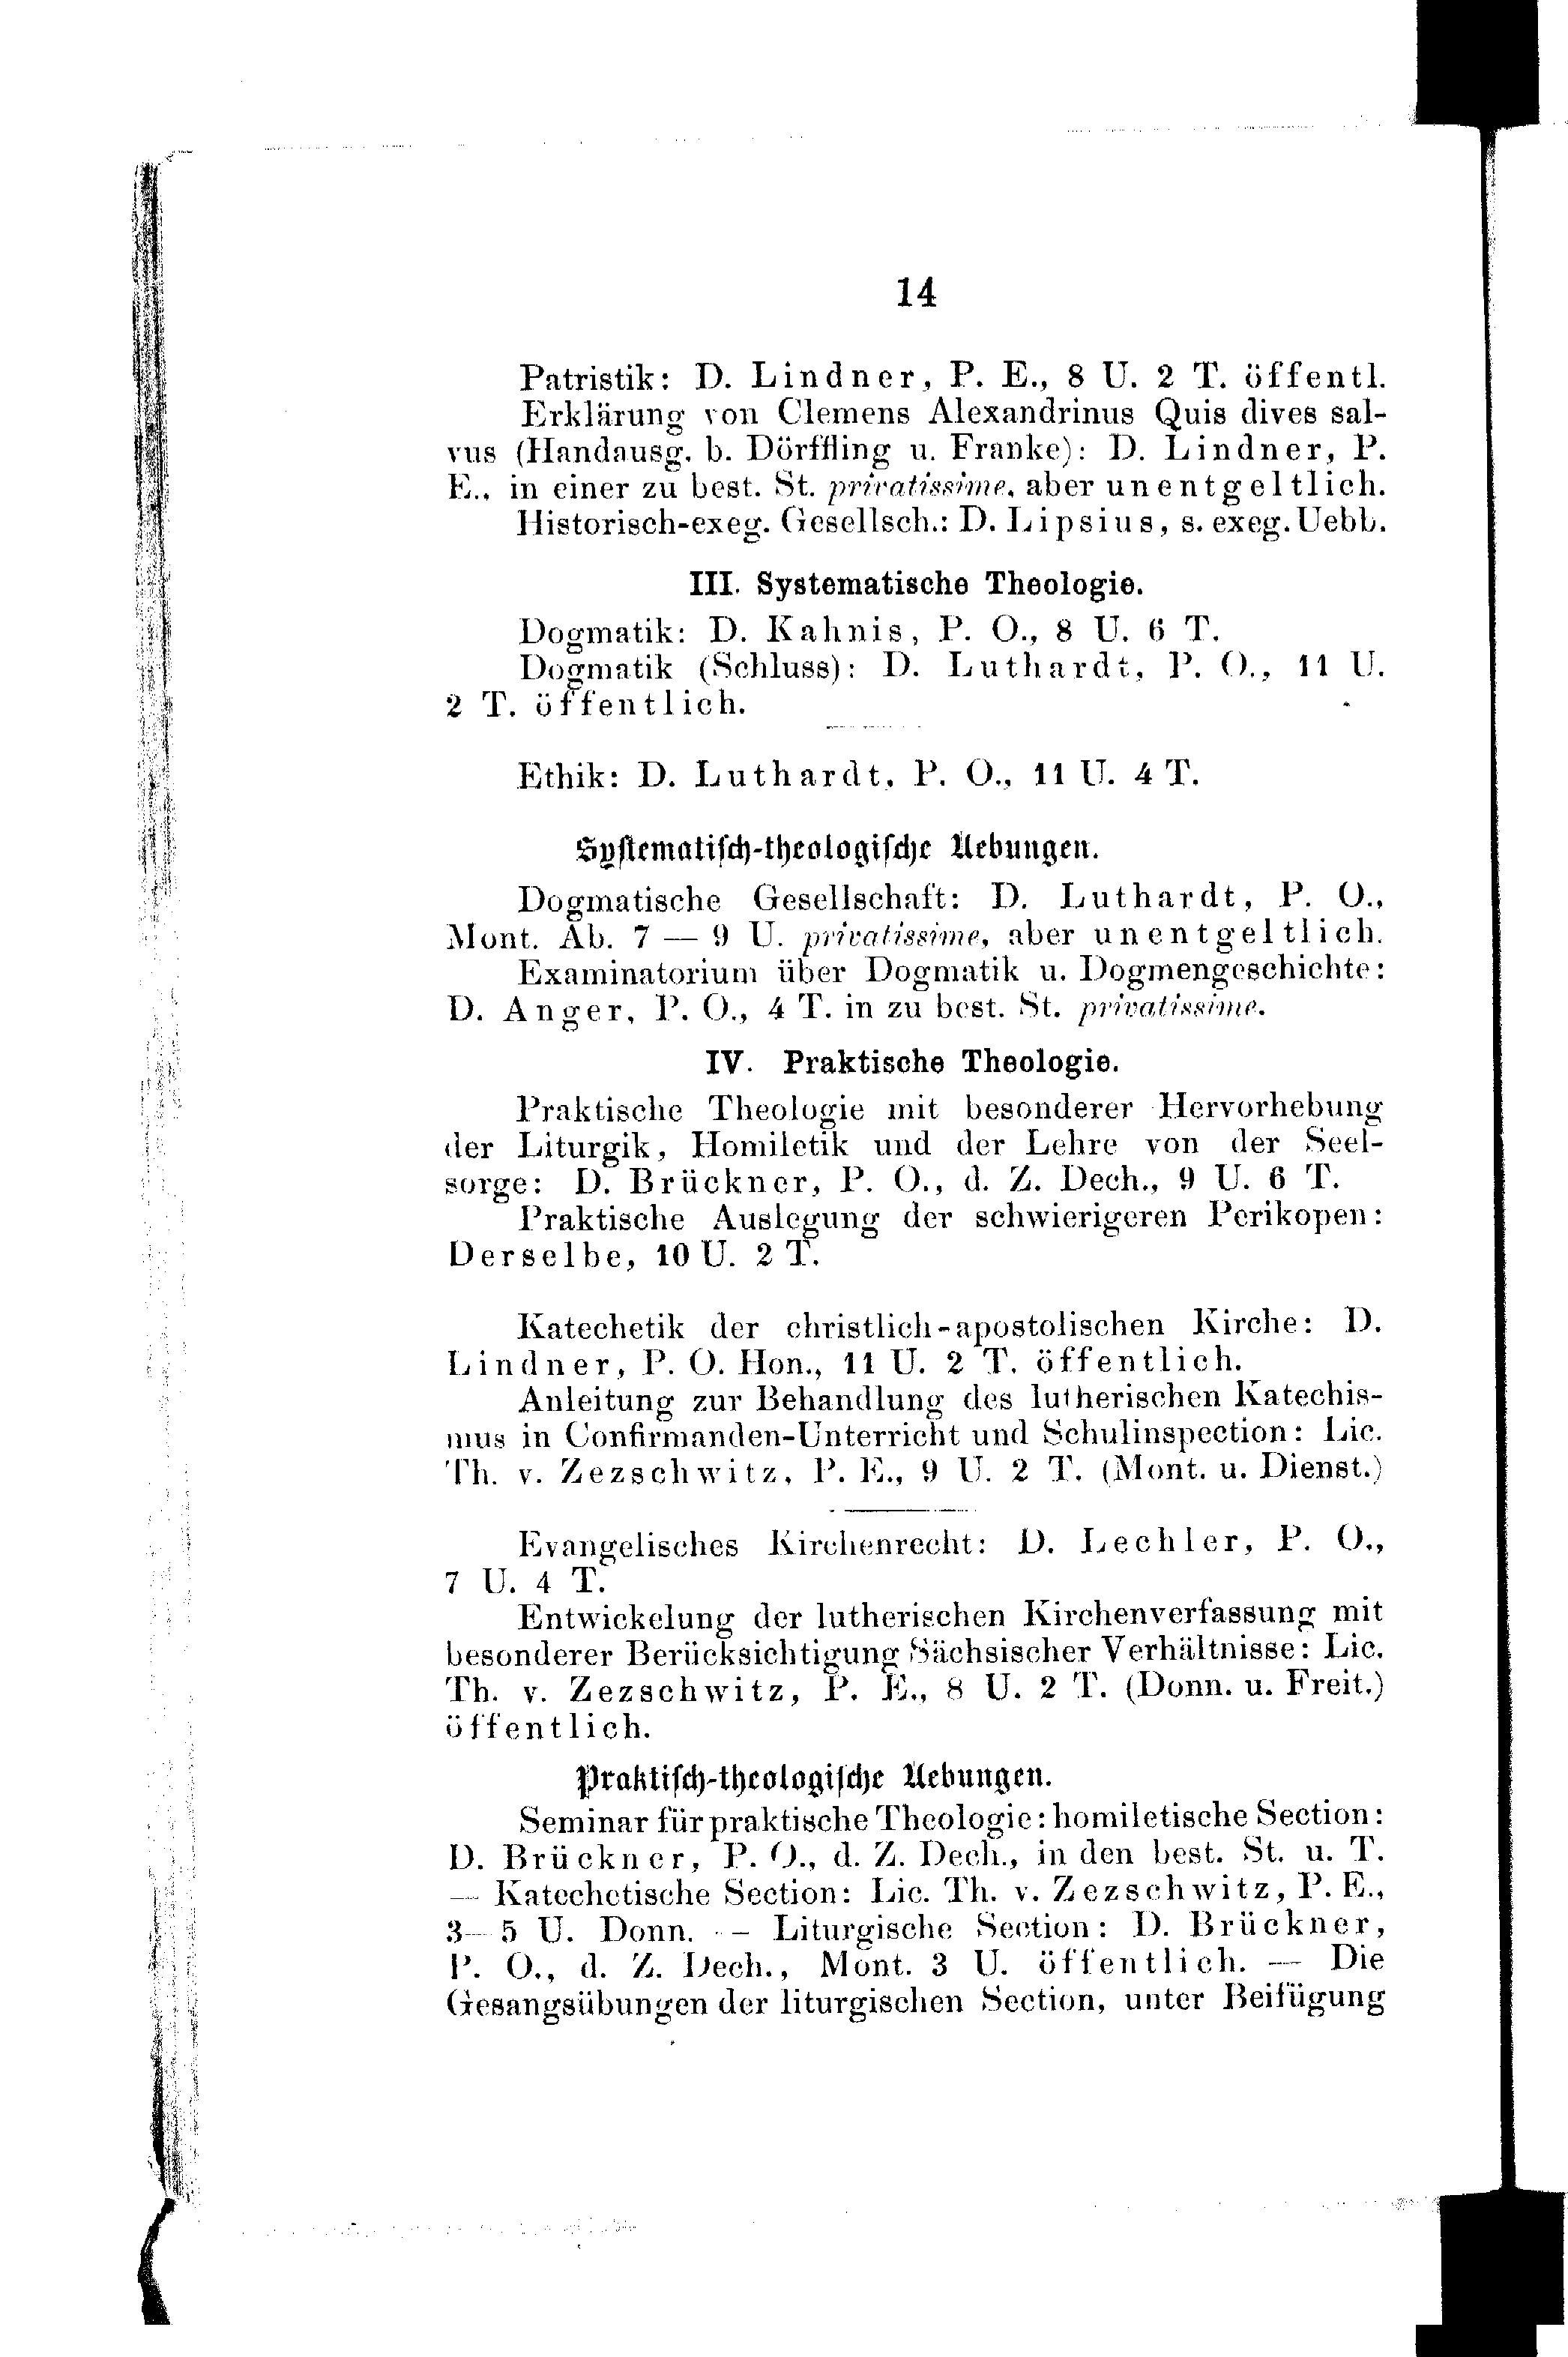 14
Patristik: D. Lindner, P. E., 8 U. 2 T. öffentl.
Erklärung von Clemens Alexandrinus Quis dives sal-
vus (Handausg. b. Dörffling u. Franke): D. Lindner, P.
E., in einer zu best. St. privatissime, aber unentgeltlich.
Historisch-exeg. Gesellsch.: D. Lipsius, s. exeg. Uebb.
III. Systematische Theologie.
Dogmatik: D. Kahnis, P. O., 8 U. 6 T.
Dogmatik (Schluss): D. Luthardt, P. O., 11 U.
2 T. öffentlich.
Ethik: D. Luthardt, P. O., 11 U. 4 T.
Systematisch-theologische Uebungen.
Dogmatische Gesellschaft: D. Luthardt, P. O.,
Mont. Ab. 7 — 9 U. privatissime, aber unentgeltlich.
Examinatorium über Dogmatik u. Dogmengeschichte:
D. Anger, P. O., 4 T. in zu best. St. privatissime.
IV. Praktische Theologie.
Praktische Theologie mit besonderer Hervorhebung
der Liturgik, Homiletik und der Lehre von der Seel-
sorge: D. Brückner, P. O., d. Z. Dech., 9 U. 6 T.
Praktische Auslegung der schwierigeren Perikopen:
Derselbe, 10 U. 2 T.
Katechetik der christlich-apostolischen Kirche: D.
Lindner, P. O. Hon., 11 U. 2 T. öffentlich.
Anleitung zur Behandlung des lutherischen Katechis-
mus in Confirmanden-Unterricht und Schulinspection: Lic.
Th. v. Zezschwitz, P. E., 9 U. 2 T. (Mont. u. Dienst.)
Evangelisches Kirchenrecht: D. Lechler, P. O.,
7 U. 4 T.
Entwickelung der lutherischen Kirchenverfassung mit
besonderer Berücksichtigung Sächsischer Verhältnisse: Lic.
Th. v. Zezschwitz, P. E., 8 U. 2 T. (Donn. u. Freit.)
öffentlich.
Praktisch-theologische Uebungen.
Seminar für praktische Theologie: homiletische Section:
D. Brückner, P. O., d. Z. Dech., in den best. St. u. T.
— Katechetische Section: Lic. Th. v. Zezschwitz, P. E.,
3—5 U. Donn. — Liturgische Section: D. Brückner,
P. O., d. Z. Dech., Mont. 3 U. öffentlich. — Die
Gesangsübungen der liturgischen Section, unter Beifügung